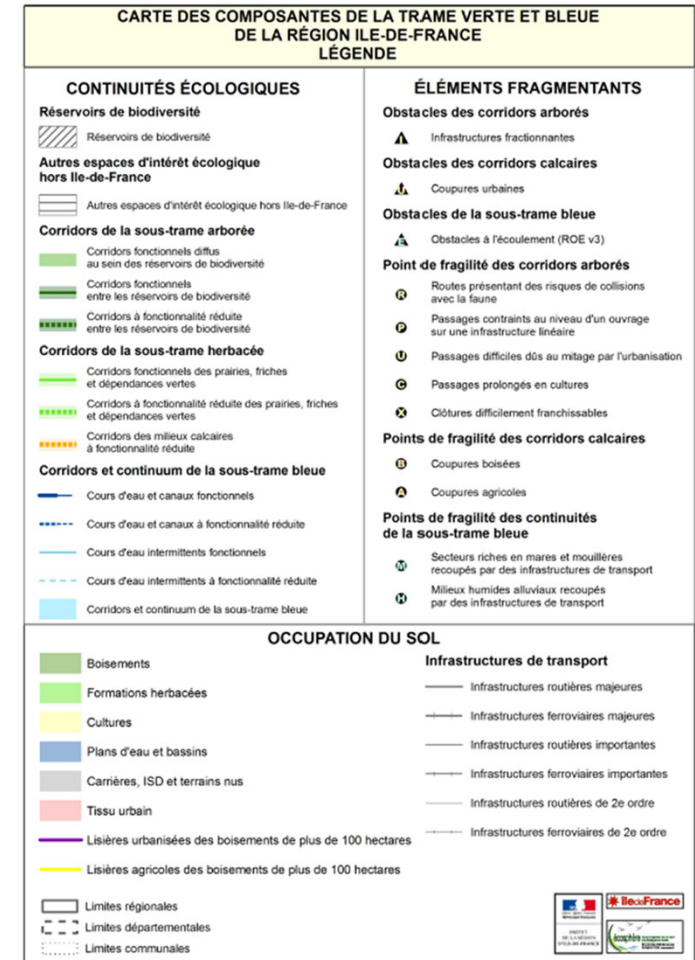 CARTE DES COMPOSANTES DE LA TRAME VERTE ET BLEUE
DE LA RÉGION ILE-DE-FRANCE
LÉGENDE
CONTINUITÉS ÉCOLOGIQUES
Réservoirs de biodiversité
Réservoirs de biodiversité
Autres espaces d'intérêt écologique
hors Ile-de-France
Autres espaces d'intérêt écologique hors Ile-de-France
Corridors de la sous-trame arborée
Corridors fonctionnels diffus
au sein des réservoirs de biodiversité
Corridors fonctionnels
entre les réservoirs de biodiversité
Corridors à fonctionnalité réduite
entre les réservoirs de biodiversité
Corridors de la sous-trame herbacée
Corridors fonctionnels des prairies, friches
et dépendances vertes
Corridors à fonctionnalité réduite des prairies, friches
et dépendances vertes
Corridors des milieux calcaires
à fonctionnalité réduite
Corridors et continuum de la sous-trame bleue
Cours d'eau et canaux fonctionnels
Cours d'eau et canaux à fonctionnalité réduite
Cours d'eau intermittents fonctionnels
Cours d'eau intermittents à fonctionnalité réduite
Corridors et continuum de la sous-trame bleue
ÉLÉMENTS FRAGMENTANTS
Obstacles des corridors arborés
I Infrastructures fractionnantes
Obstacles des corridors calcaires
U Coupures urbaines
Obstacles de la sous-trame bleue
E Obstacles à l'écoulement (ROE v3)
Point de fragilité des corridors arborés
R Routes présentant des risques de collisions
avec la faune
P Passages contraints au niveau d'un ouvrage
sur une infrastructure linéaire
U Passages difficiles dûs au mitage par l'urbanisation
C Passages prolongés en cultures
X Clôtures difficilement franchissables
Points de fragilité des corridors calcaires
B Coupures boisées
A Coupures agricoles
Points de fragilité des continuités
de la sous-trame bleue
M Secteurs riches en mares et mouillères
recoupés par des infrastructures de transport
H Milieux humides alluviaux recoupés
par des infrastructures de transport
OCCUPATION DU SOL
Boisements
Formations herbacées
Cultures
Plans d'eau et bassins
Carrières, ISD et terrains nus
Tissu urbain
Lisières urbanisées des boisements de plus de 100 hectares
Lisières agricoles des boisements de plus de 100 hectares
Limites régionales
Limites départementales
Limites communales
Infrastructures de transport
Infrastructures routières majeures
Infrastructures ferroviaires majeures
Infrastructures routières importantes
Infrastructures ferroviaires importantes
Infrastructures routières de 2e ordre
Infrastructures ferroviaires de 2e ordre
PRÉFET
DE LA RÉGION
D'ILE-DE-FRANCE
îledeFrance
écosphère